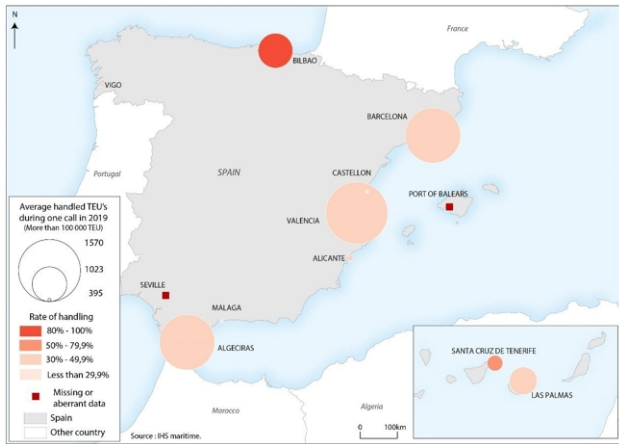 N
France
BILBAO
VIGO
BARCELONA
Portugal
SPAIN
CASTELLON
PORT OF BALEARS
VALENCIA
ALICANTE
SEVILLE
MALAGA
ALGECIRAS
Average handled TEU's
during one call in 2019
(More than 100 000 TEU)
1570
1023
395
Rate of handling
80% - 100%
50% - 79,9%
30% - 49,9%
Less than 29,9%
Missing or
aberrant data
Spain
Other country
SANTA CRUZ DE TENERIFE
LAS PALMAS
Morocco
Algeria
Source : IHS maritime.
0 100km